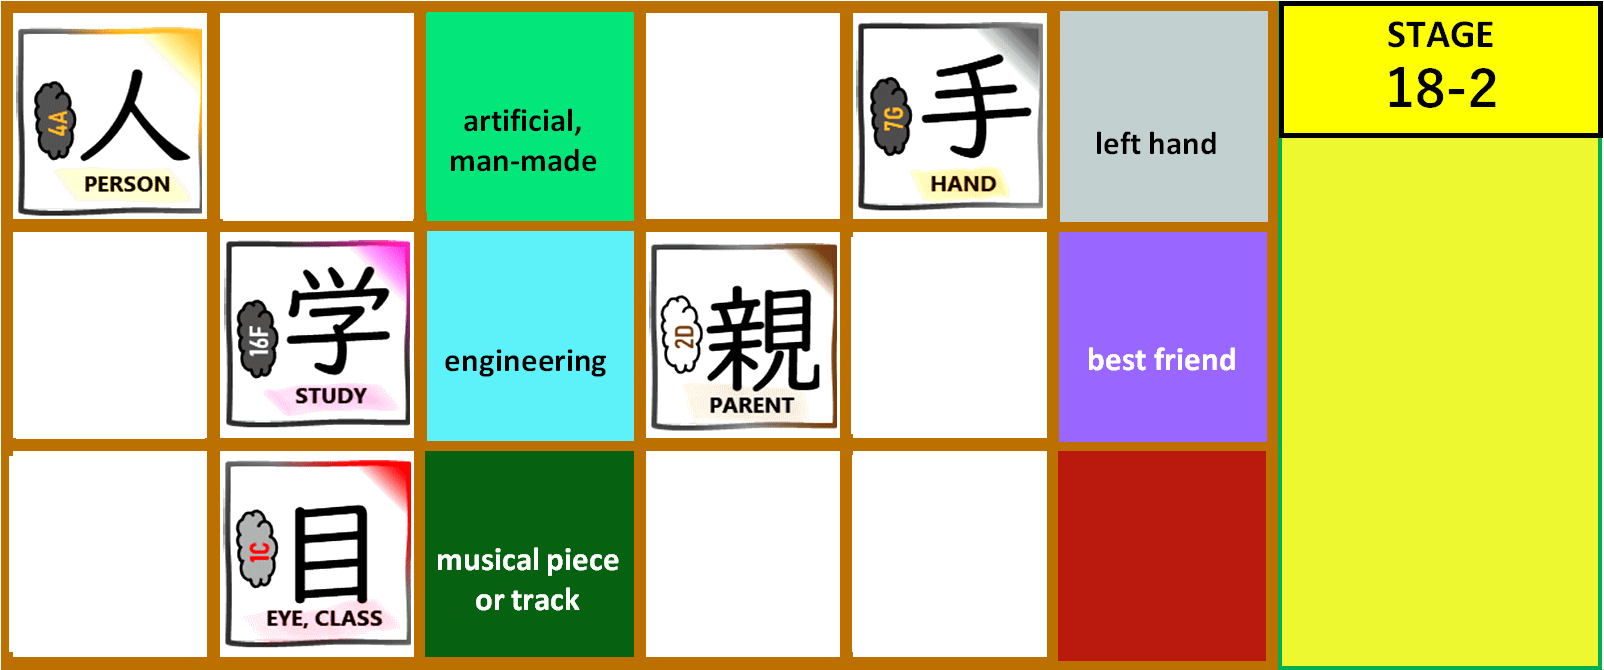 4A
人
PERSON
artificial,
man-made
7G
手
HAND
left hand
STAGE
18-2
16F
学
STUDY
engineering
2D
親
PARENT
best friend
1C
目
EYE, CLASS
musical piece
or track